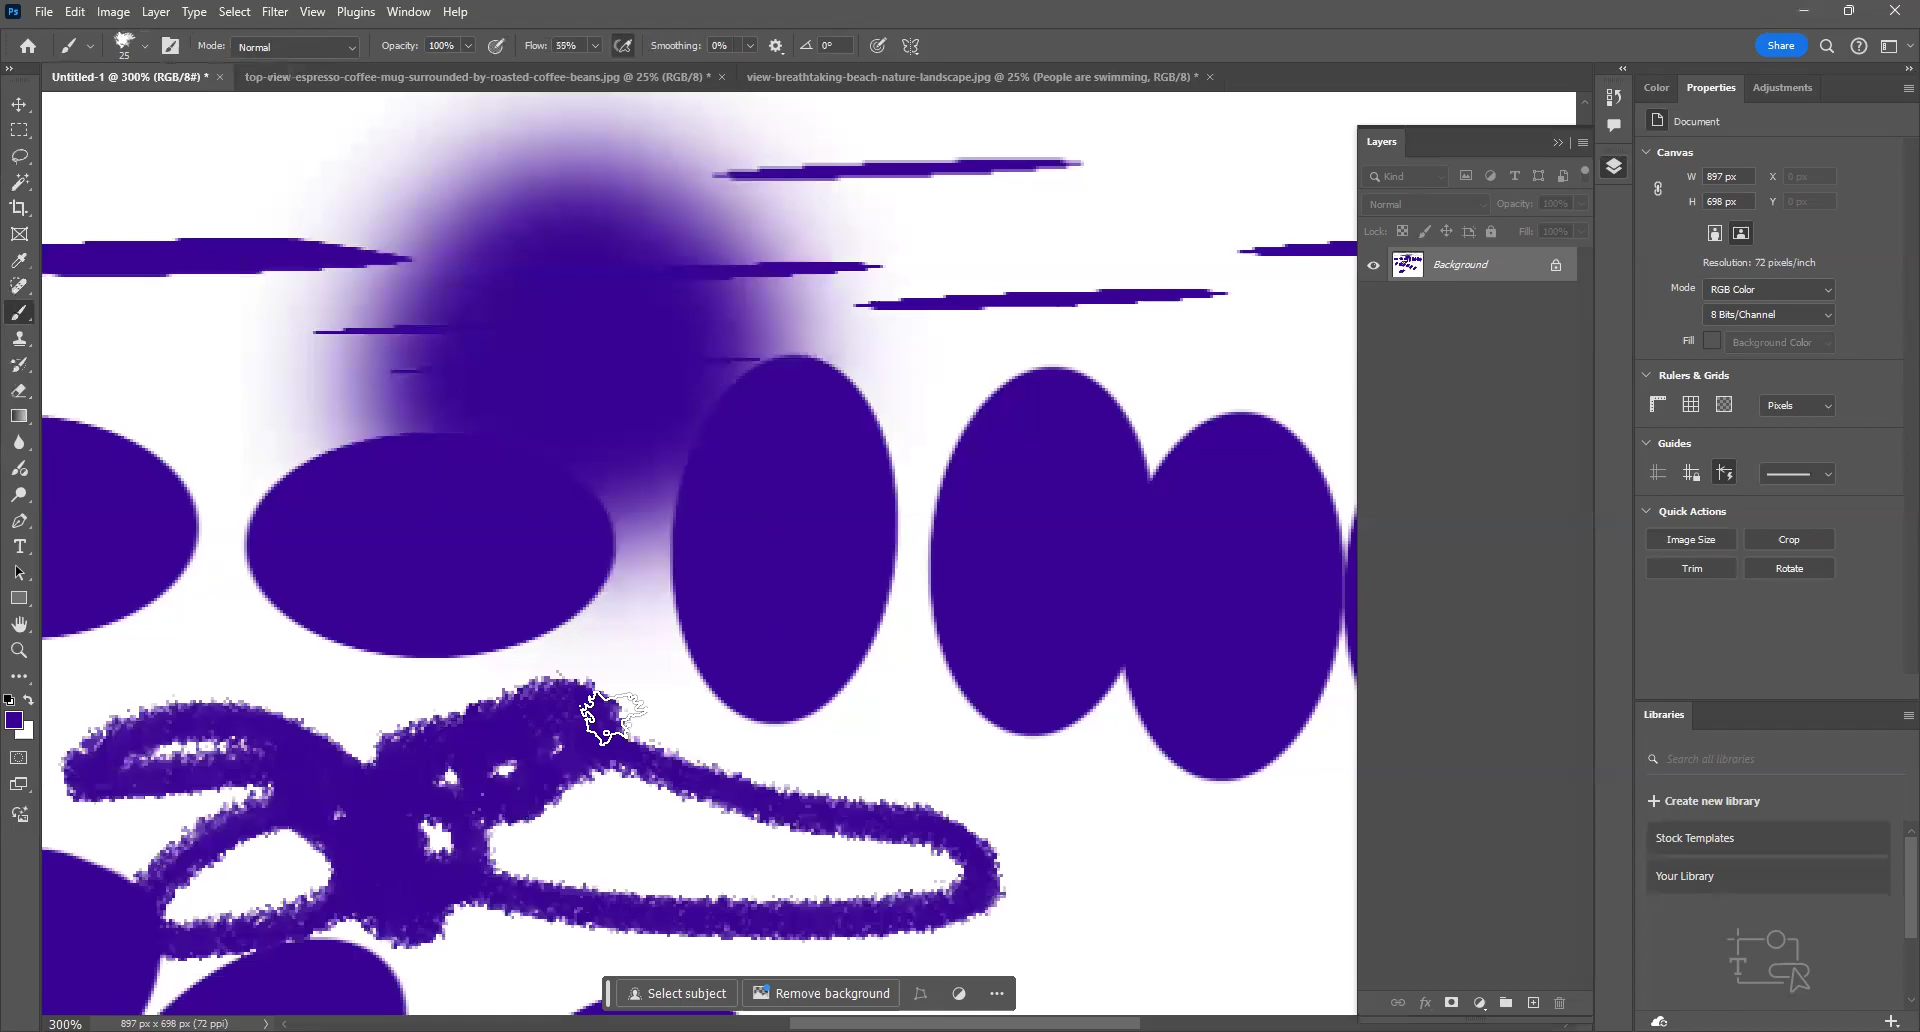 Ps File Edit Image Layer Type Select Filter View Plugins Window Help
25 Mode: Normal Opacity: 100% Flow: 55% Smoothing: 0% 0° Share
Untitled-1 @ 300% (RGB/8#) * × top-view-espresso-coffee-mug-surrounded-by-roasted-coffee-beans.jpg @ 25% (RGB/8) * × view-breathtaking-beach-nature-landscape.jpg @ 25% (People are swimming, RGB/8) * ×
Layers
Kind
Normal Opacity: 100%
Lock: Fill: 100%
Background
Color Properties Adjustments
Document
Canvas
W 897 px X 0 px
H 698 px Y 0 px
Resolution: 72 pixels/inch
Mode RGB Color
8 Bits/Channel
Fill Background Color
Rulers & Grids
Pixels
Guides
Quick Actions
Image Size Crop
Trim Rotate
Libraries
Search all libraries
+ Create new library
Stock Templates
Your Library
Select subject Remove background
fx
300% 897 px x 698 px (72 ppi)